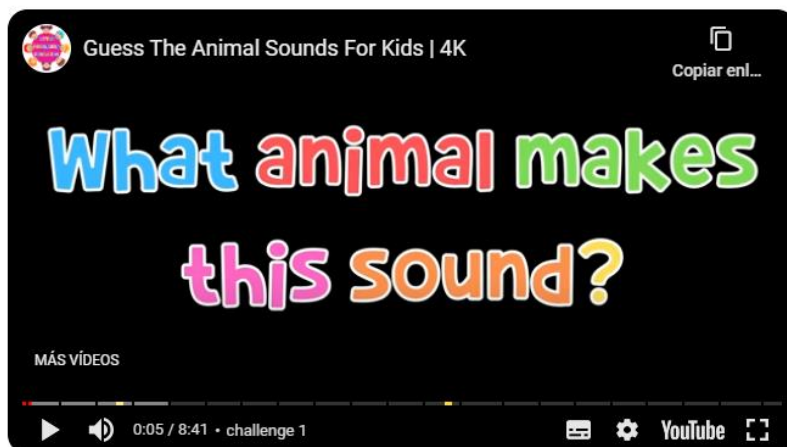 Guess The Animal Sounds For Kids | 4K
Copiar enl...
What animal makes
this sound?
MÁS VÍDEOS
0:05 / 8:41 • challenge 1
YouTube